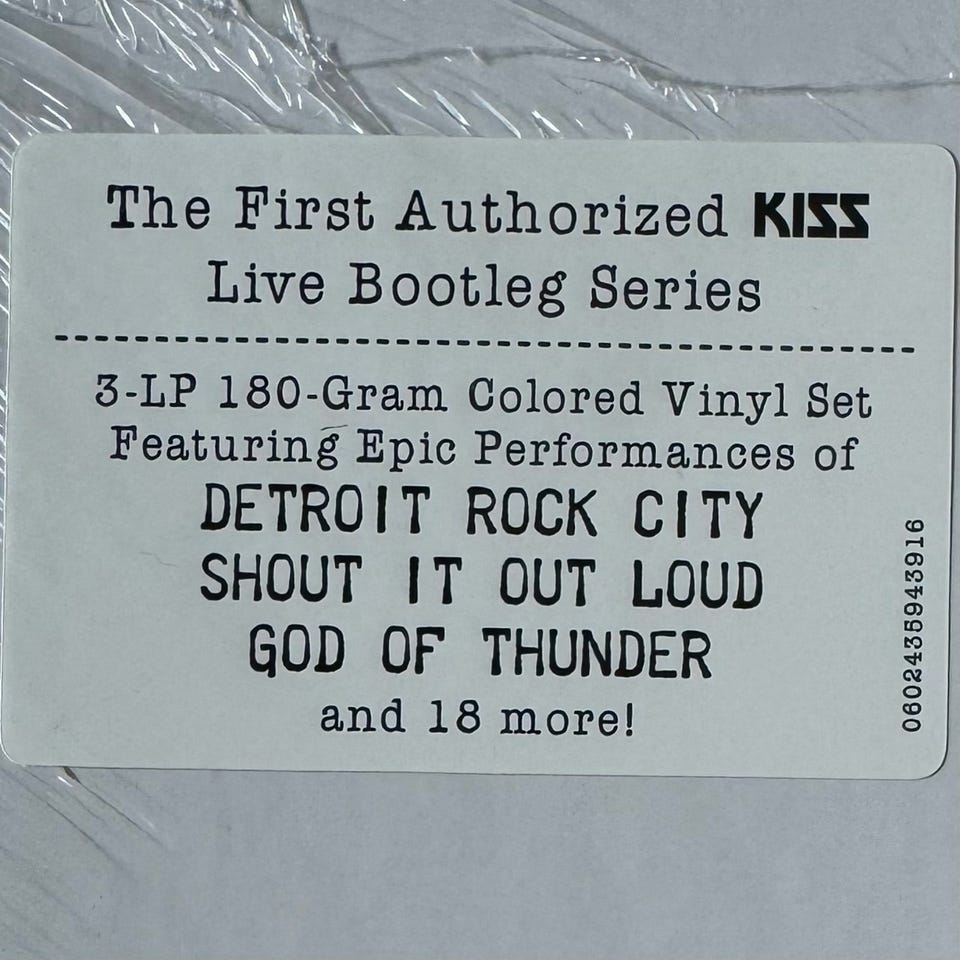 The First Authorized KISS
Live Bootleg Series
3-LP 180-Gram Colored Vinyl Set
Featuring Epic Performances of
DETROIT ROCK CITY
SHOUT IT OUT LOUD
GOD OF THUNDER
and 18 more!
0602435943916